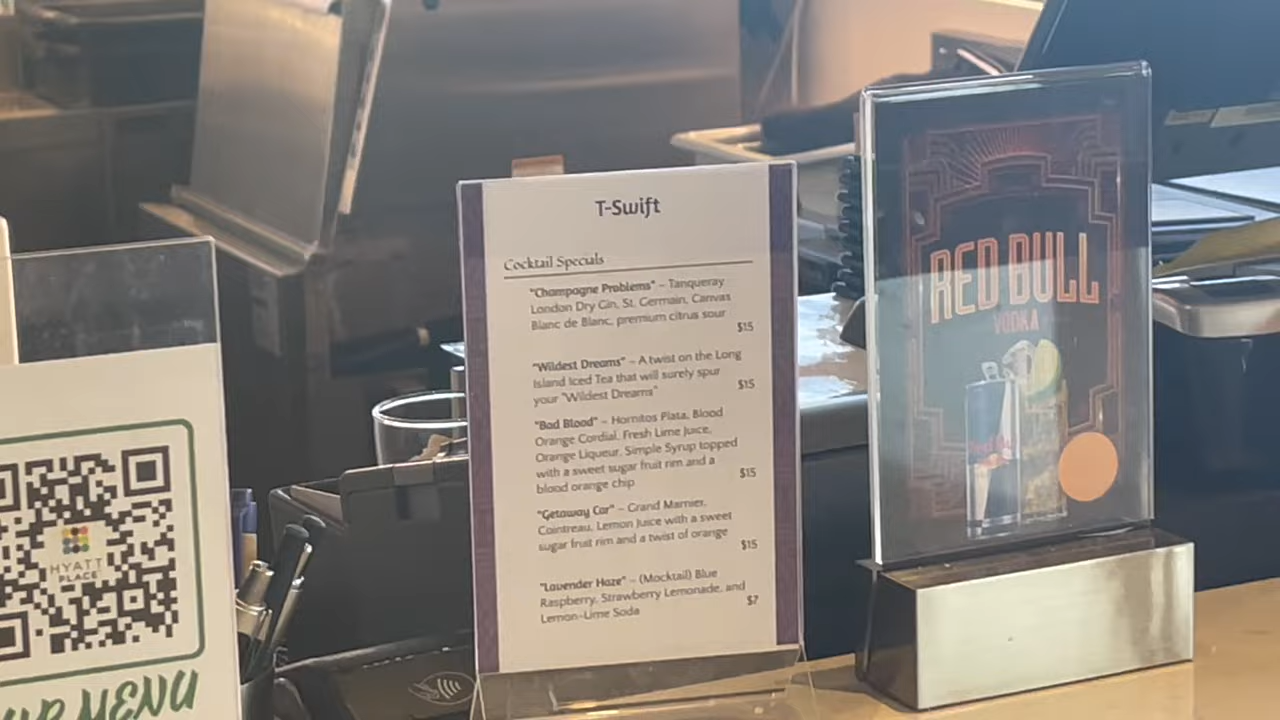 T-Swift
Cocktail Specials
"Champagne Problems" – Tanqueray
London Dry Gin, St. Germain, Canvas
Blanc de Blanc, premium citrus sour
$15
"Wildest Dreams" – A twist on the Long
Island Iced Tea that will surely spur
your "Wildest Dreams"
$15
"Bad Blood" – Hornitos Plata, Blood
Orange Cordial, Fresh Lime Juice,
Orange Liqueur, Simple Syrup topped
with a sweet sugar fruit rim and a
blood orange chip
$15
"Getaway Car" – Grand Marnier,
Cointreau, Lemon Juice with a sweet
sugar fruit rim and a twist of orange
$15
"Lavender Haze" – (Mocktail) Blue
Raspberry, Strawberry Lemonade, and
Lemon-Lime Soda
$7
RED BULL
VODKA
HYATT
PLACE
MENU